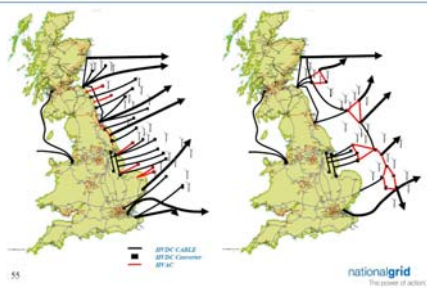 HVDC CABLE
HVDC Converter
HVAC
55
nationalgrid
The power of action